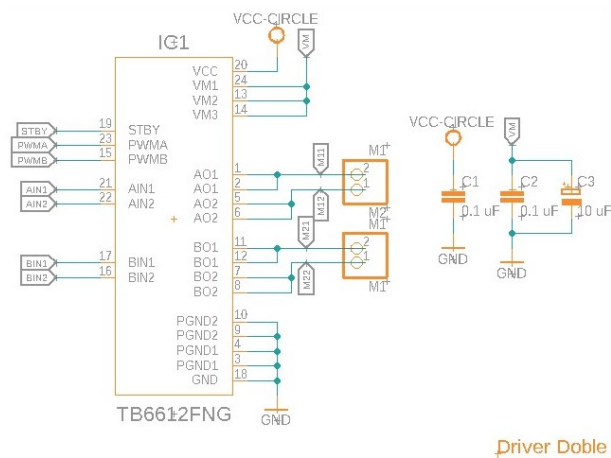 VCC-CIRCLE
VM
IC1
VCC 20
VM1 24
VM2 13
VM3 14
STBY 19 STBY
PWMA 23 PWMA
PWMB 15 PWMB
AIN1 21 AIN1
AIN2 22 AIN2
BIN1 17 BIN1
BIN2 16 BIN2
AO1 1
AO1 2
AO2 5
AO2 6
BO1 11
BO1 12
BO2 7
BO2 8
PGND2 10
PGND2 9
PGND1 4
PGND1 3
GND 18
GND
TB6612FNG
M11
M12
M21
M22
M1
2
1
M2
M1
2
1
M1
VCC-CIRCLE
C1
0.1 uF
GND
VM
C2
0.1 uF
C3
10 uF
GND
Driver Doble